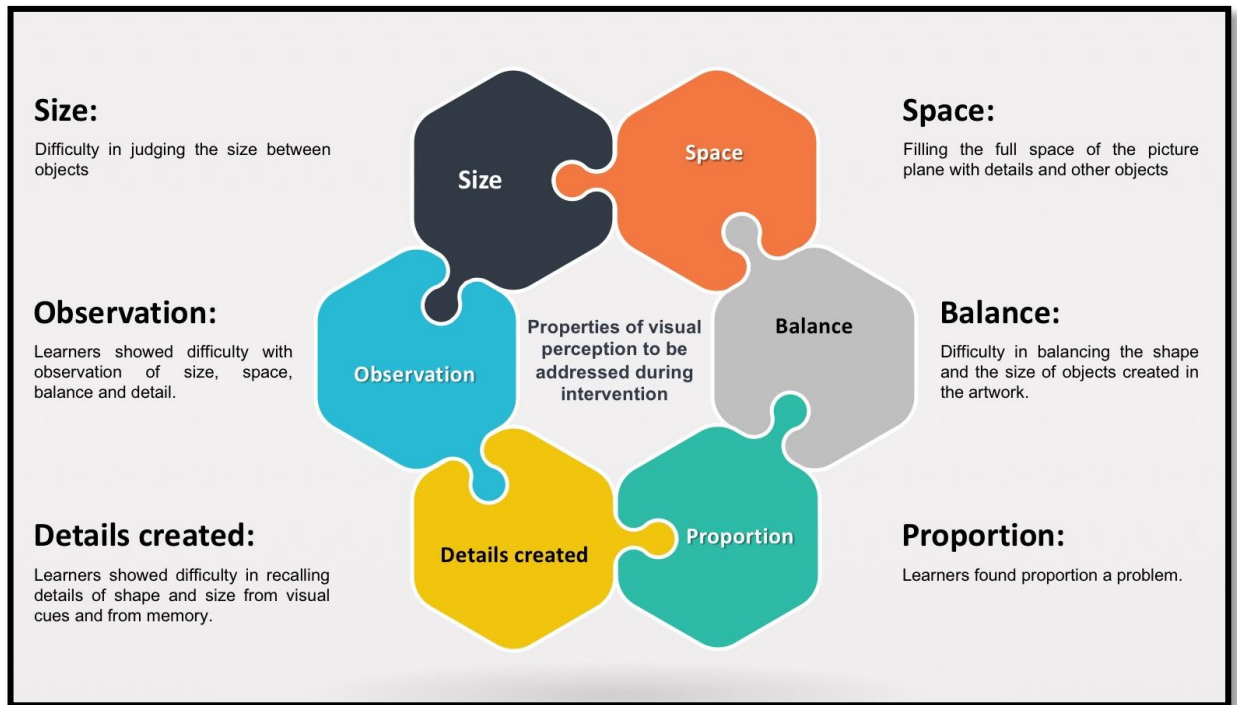 Size:
Difficulty in judging the size between
objects
Observation:
Learners showed difficulty with
observation of size, space,
balance and detail.
Details created:
Learners showed difficulty in recalling
details of shape and size from visual
cues and from memory.
Size
Space
Observation
Balance
Properties of visual
perception to be
addressed during
intervention
Details created
Proportion
Space:
Filling the full space of the picture
plane with details and other objects
Balance:
Difficulty in balancing the shape
and the size of objects created in
the artwork.
Proportion:
Learners found proportion a problem.